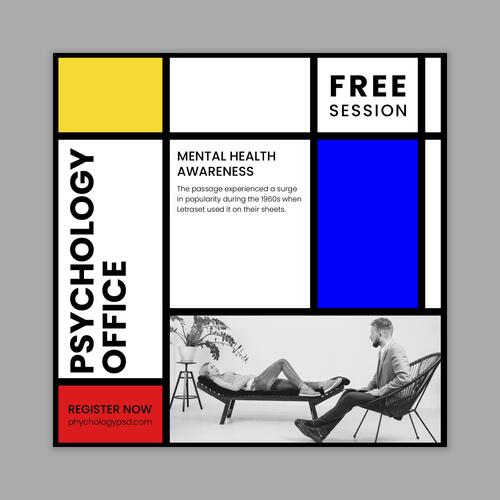 FREE
SESSION
MENTAL HEALTH
AWARENESS
The passage experienced a surge
in popularity during the 1960s when
Letraset used it on their sheets.
PSYCHOLOGY
OFFICE
REGISTER NOW
phychologypsd.com